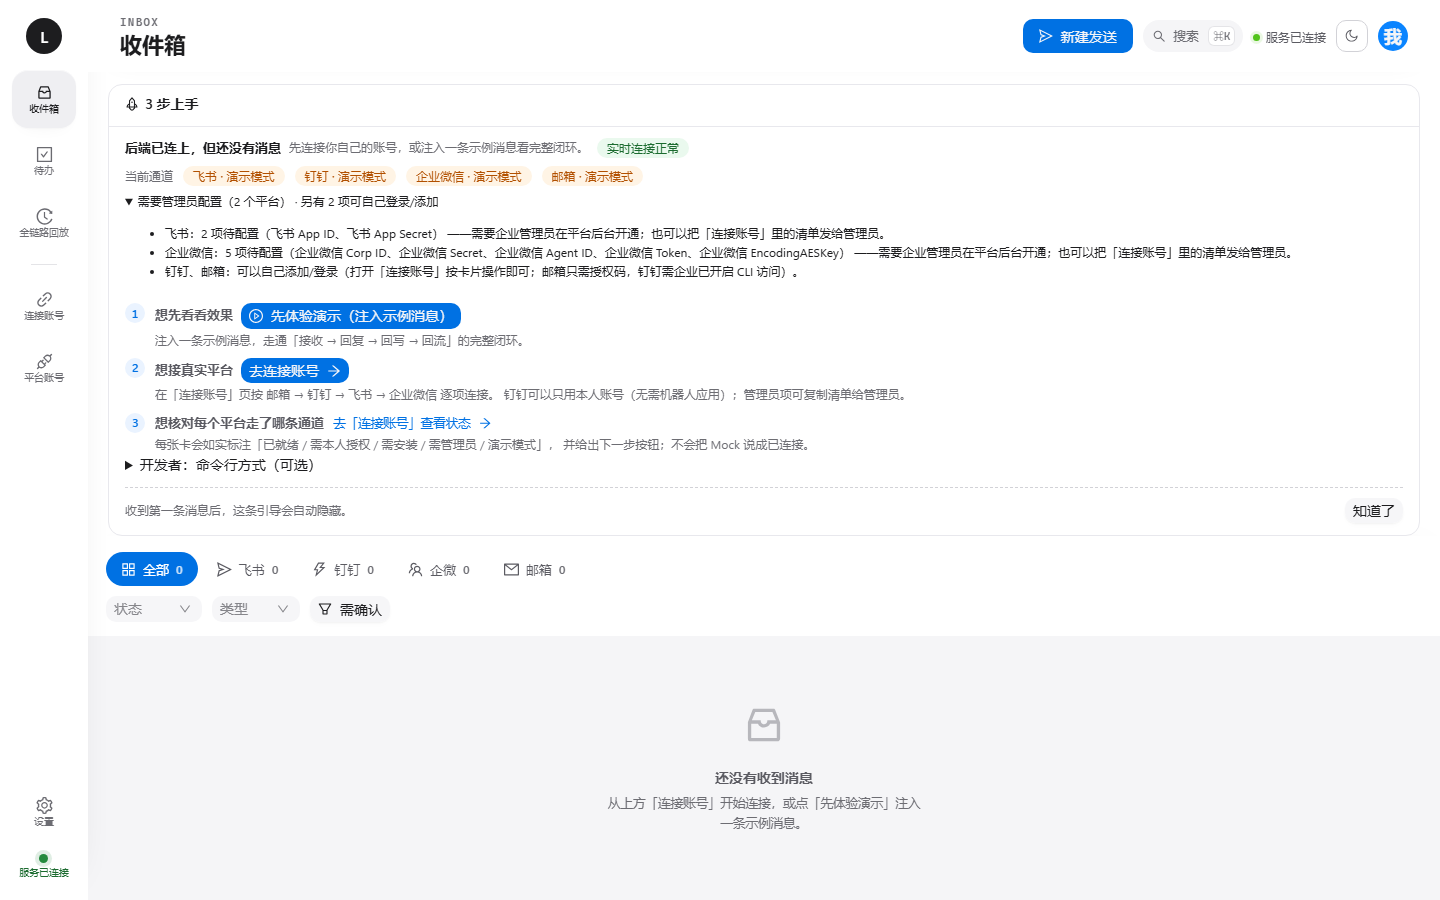 L
收件箱
待办
全链路回放
连接账号
平台账号
设置
服务已连接
INBOX
收件箱
新建发送
搜索 ⌘K
服务已连接
我
3 步上手
后端已连上，但还没有消息 先连接你自己的账号，或注入一条示例消息看完整闭环。 实时连接正常
当前通道 飞书 · 演示模式 钉钉 · 演示模式 企业微信 · 演示模式 邮箱 · 演示模式
▼ 需要管理员配置（2 个平台） · 另有 2 项可自己登录/添加
• 飞书：2 项待配置（飞书 App ID、飞书 App Secret） ——需要企业管理员在平台后台开通；也可以把「连接账号」里的清单发给管理员。
• 企业微信：5 项待配置（企业微信 Corp ID、企业微信 Secret、企业微信 Agent ID、企业微信 Token、企业微信 EncodingAESKey） ——需要企业管理员在平台后台开通；也可以把「连接账号」里的清单发给管理员。
• 钉钉、邮箱：可以自己添加/登录（打开「连接账号」按卡片操作即可；邮箱只需授权码，钉钉需企业已开启 CLI 访问）。
1 想先看看效果 先体验演示（注入示例消息）
注入一条示例消息，走通「接收 → 回复 → 回写 → 回流」的完整闭环。
2 想接真实平台 去连接账号 →
在「连接账号」页按 邮箱 → 钉钉 → 飞书 → 企业微信 逐项连接。 钉钉可以只用本人账号（无需机器人应用）；管理员项可复制清单给管理员。
3 想核对每个平台走了哪条通道 去「连接账号」查看状态 →
每张卡会如实标注「已就绪 / 需本人授权 / 需安装 / 需管理员 / 演示模式」， 并给出下一步按钮；不会把 Mock 说成已连接。
▶ 开发者：命令行方式（可选）
收到第一条消息后，这条引导会自动隐藏。 知道了
全部 0 飞书 0 钉钉 0 企微 0 邮箱 0
状态 类型 需确认
还没有收到消息
从上方「连接账号」开始连接，或点「先体验演示」注入
一条示例消息。